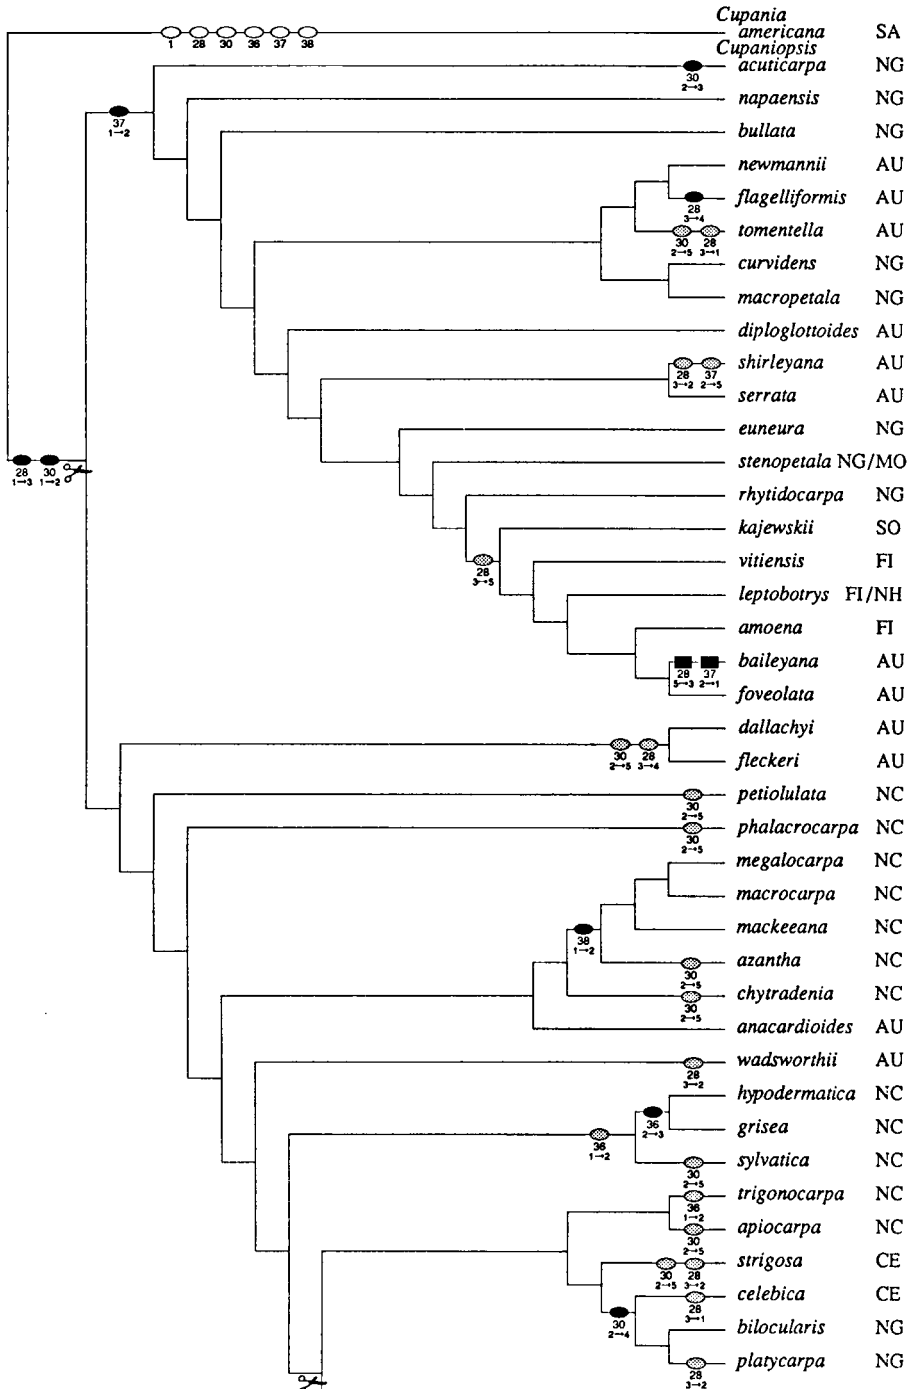 Cupania
americana SA
1 28 30 36 37 38
Cupaniopsis
acuticarpa NG
30
2→3
napaensis NG
37
1→2
bullata NG
newmannii AU
flagelliformis AU
28
3→4
tomentella AU
30 28
2→5 3→1
curvidens NG
macropetala NG
diploglottoides AU
shirleyana AU
28 37
3→2 2→5
serrata AU
euneura NG
28 30
1→3 1→2
stenopetala NG/MO
rhytidocarpa NG
kajewskii SO
vitiensis FI
28
3→5
leptobotrys FI/NH
amoena FI
baileyana AU
28 37
5→3 2→1
foveolata AU
dallachyi AU
30 28
2→5 3→4
fleckeri AU
petiolulata NC
30
2→5
phalacrocarpa NC
30
2→5
megalocarpa NC
macrocarpa NC
mackeeana NC
38
1→2
azantha NC
30
2→5
chytradenia NC
30
2→5
anacardioides AU
wadsworthii AU
28
3→2
hypodermatica NC
36
2→3
grisea NC
36
1→2
sylvatica NC
30
2→5
trigonocarpa NC
36
1→2
apiocarpa NC
30
2→5
strigosa CE
30 28
2→5 3→2
celebica CE
28
3→1
30
2→4
bilocularis NG
platycarpa NG
28
3→2